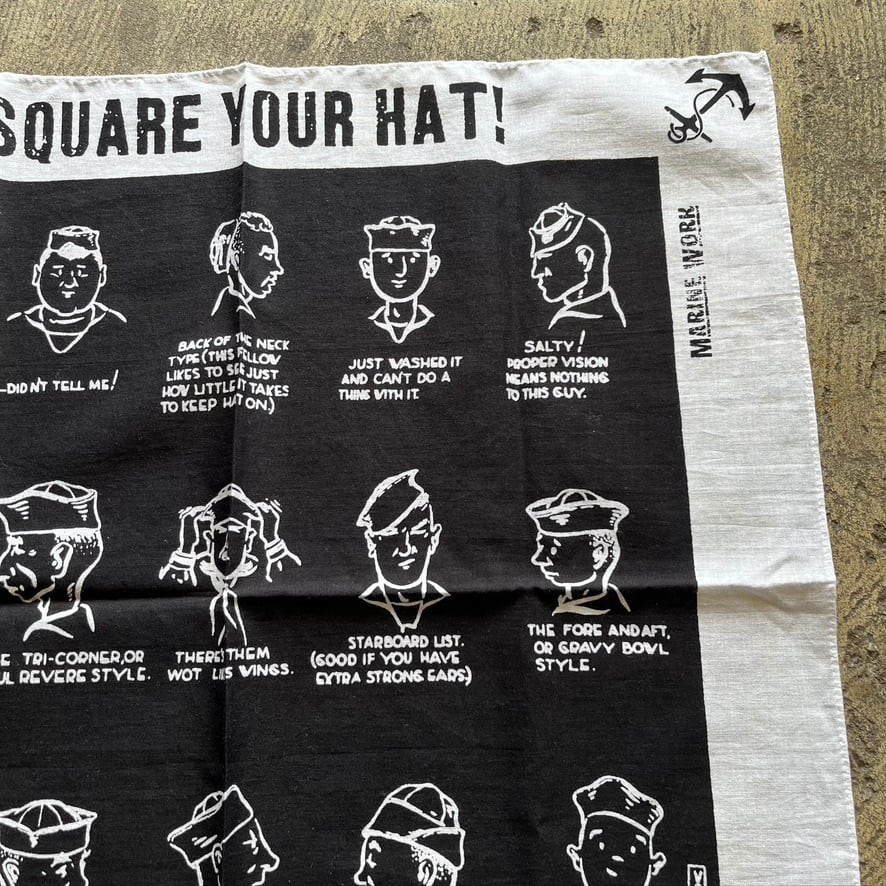 SQUARE YOUR HAT!
MARINE WORK
-DIDN'T TELL ME!
BACK OF THE NECK
TYPE (THIS FELLOW
LIKES TO SEE JUST
HOW LITTLE IT TAKES
TO KEEP HAT ON.)
JUST WASHED IT
AND CAN'T DO A
THING WITH IT.
SALTY!
PROPER VISION
MEANS NOTHING
TO THIS GUY.
TRI-CORNER, OR
REVERE STYLE.
THERE'S THEM
WOT LIKES WINGS.
STARBOARD LIST.
(GOOD IF YOU HAVE
EXTRA STRONG EARS)
THE FORE AND AFT,
OR GRAVY BOWL
STYLE.